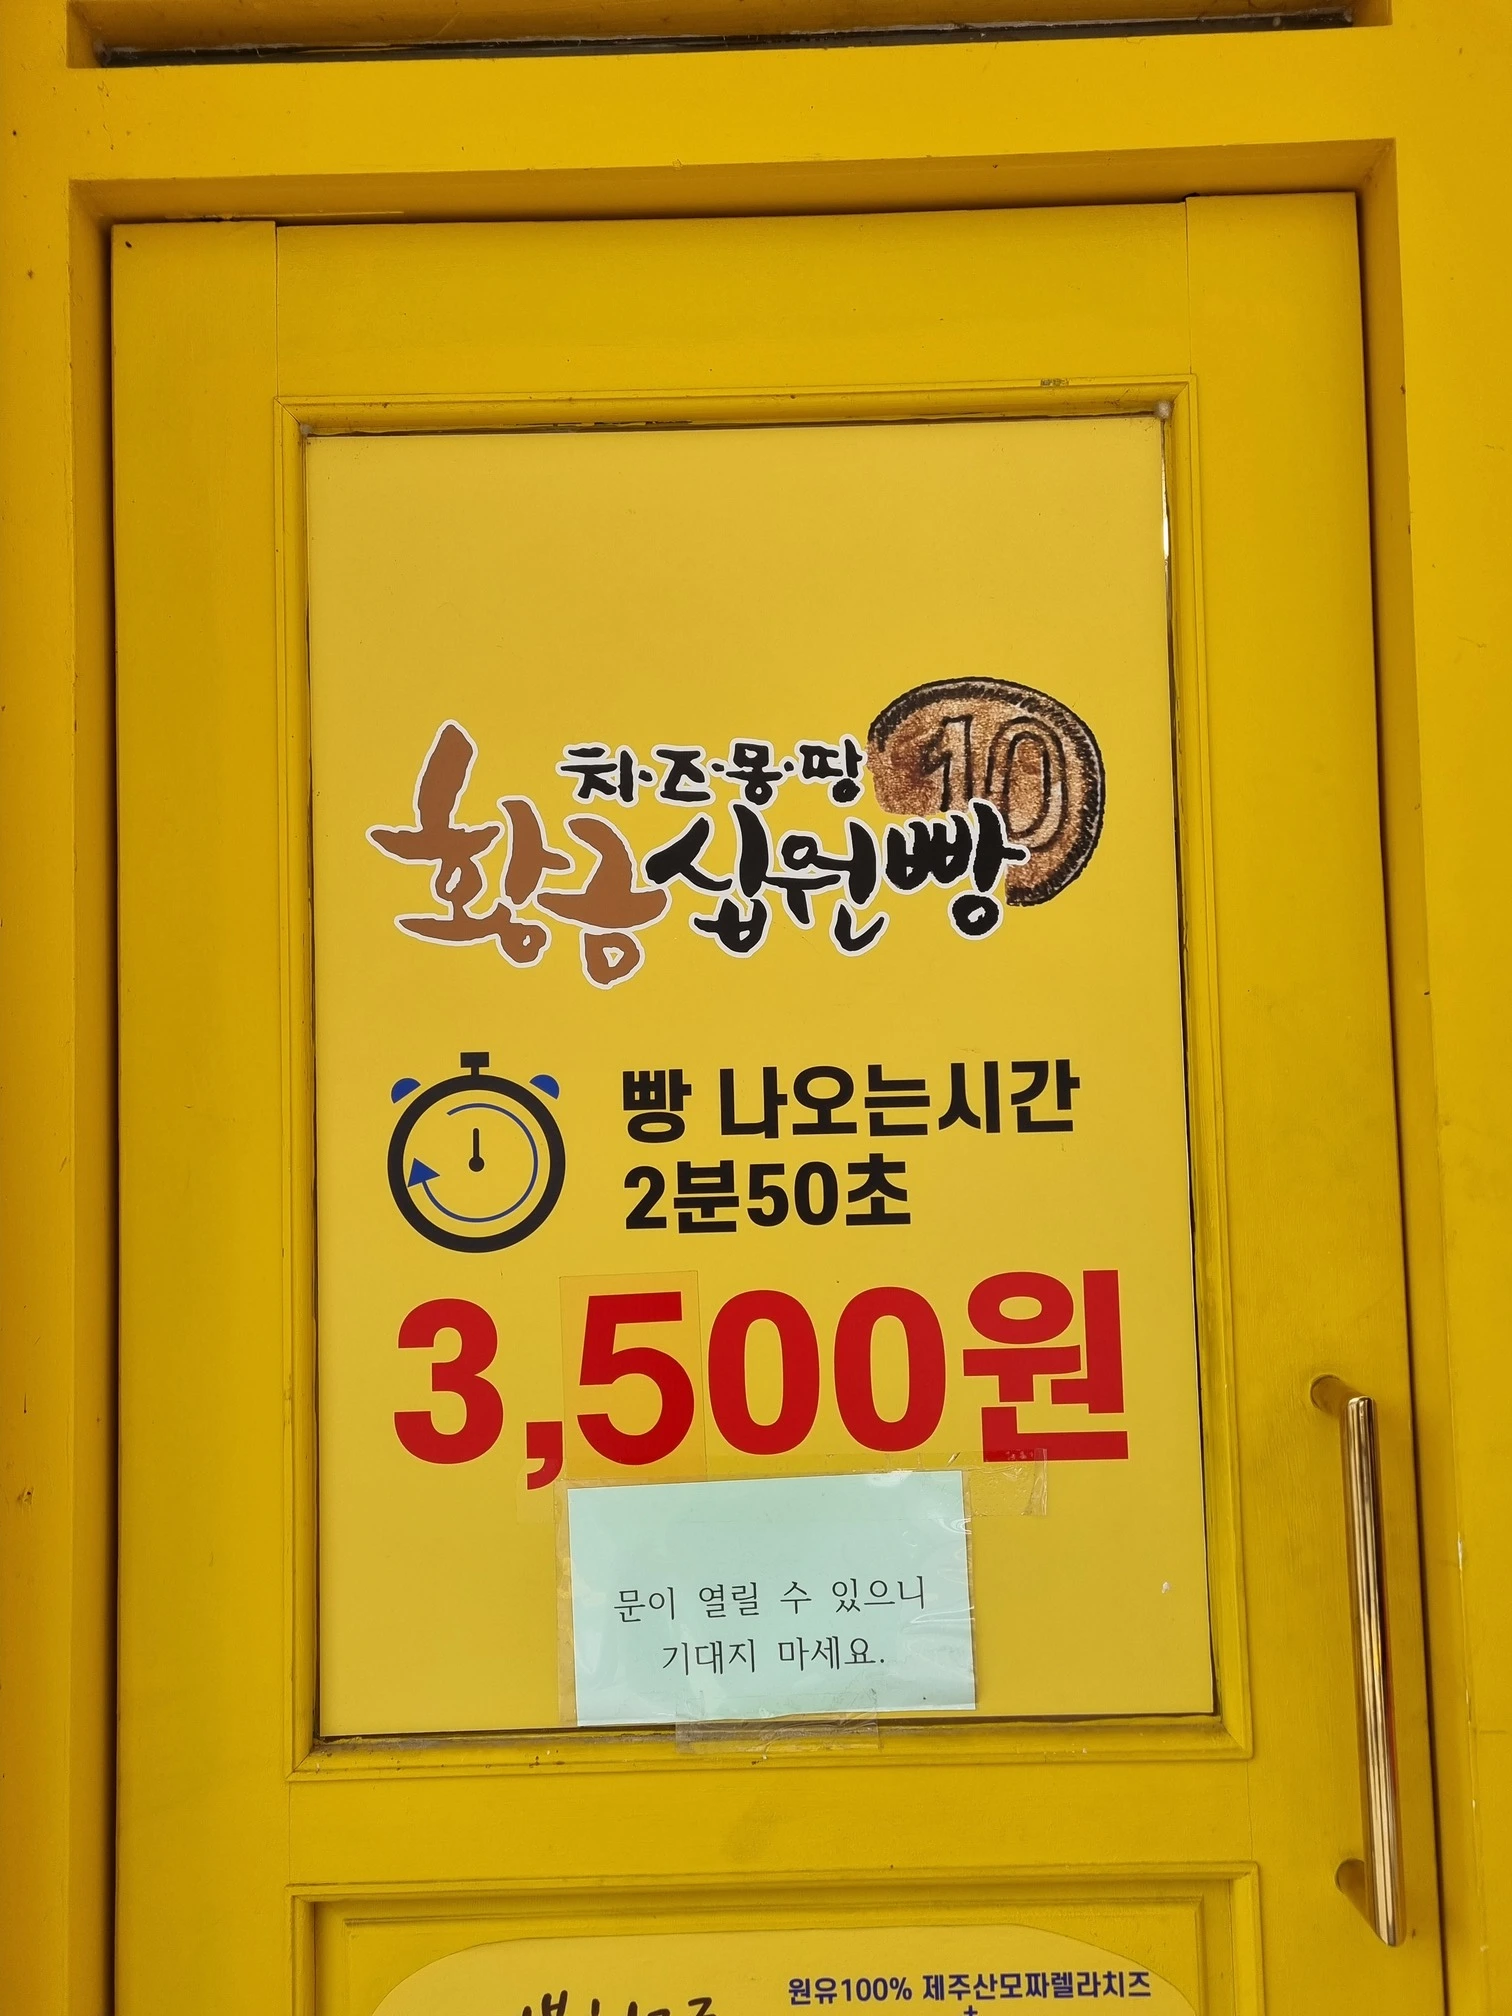 치·즈·몽·땅
10
황금십원빵
빵 나오는시간
2분50초
3,500원
문이 열릴 수 있으니
기대지 마세요.
원유100% 제주산모짜렐라치즈
+